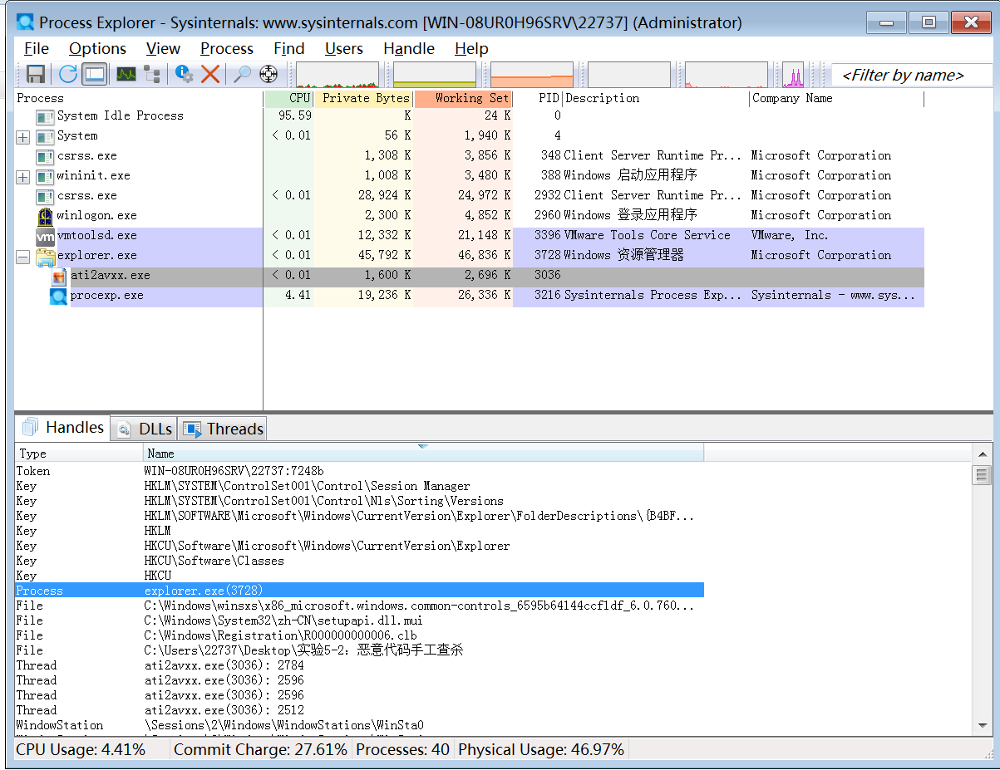 Process Explorer - Sysinternals: www.sysinternals.com [WIN-08UR0H96SRV\22737] (Administrator)
File Options View Process Find Users Handle Help
<Filter by name>
Process CPU Private Bytes Working Set PID Description Company Name
System Idle Process 95.59 K 24 K 0
System < 0.01 56 K 1,940 K 4
csrss.exe 1,308 K 3,856 K 348 Client Server Runtime Pr... Microsoft Corporation
wininit.exe 1,008 K 3,480 K 388 Windows 启动应用程序 Microsoft Corporation
csrss.exe < 0.01 28,924 K 24,972 K 2932 Client Server Runtime Pr... Microsoft Corporation
winlogon.exe 2,300 K 4,852 K 2960 Windows 登录应用程序 Microsoft Corporation
vm vmtoolsd.exe < 0.01 12,332 K 21,148 K 3396 VMware Tools Core Service VMware, Inc.
explorer.exe < 0.01 45,792 K 46,836 K 3728 Windows 资源管理器 Microsoft Corporation
ati2avxx.exe < 0.01 1,600 K 2,696 K 3036
procexp.exe 4.41 19,236 K 26,336 K 3216 Sysinternals Process Exp... Sysinternals - www.sys...
Handles DLLs Threads
Type Name
Token WIN-08UR0H96SRV\22737:7248b
Key HKLM\SYSTEM\ControlSet001\Control\Session Manager
Key HKLM\SYSTEM\ControlSet001\Control\Nls\Sorting\Versions
Key HKLM\SOFTWARE\Microsoft\Windows\CurrentVersion\Explorer\FolderDescriptions\{B4BF...
Key HKLM
Key HKCU\Software\Microsoft\Windows\CurrentVersion\Explorer
Key HKCU\Software\Classes
Key HKCU
Process explorer.exe(3728)
File C:\Windows\winsxs\x86_microsoft.windows.common-controls_6595b64144ccf1df_6.0.760...
File C:\Windows\System32\zh-CN\setupapi.dll.mui
File C:\Windows\Registration\R000000000006.clb
File C:\Users\22737\Desktop\实验5-2：恶意代码手工查杀
Thread ati2avxx.exe(3036): 2784
Thread ati2avxx.exe(3036): 2596
Thread ati2avxx.exe(3036): 2596
Thread ati2avxx.exe(3036): 2512
WindowStation \Sessions\2\Windows\WindowStations\WinSta0
CPU Usage: 4.41% Commit Charge: 27.61% Processes: 40 Physical Usage: 46.97%